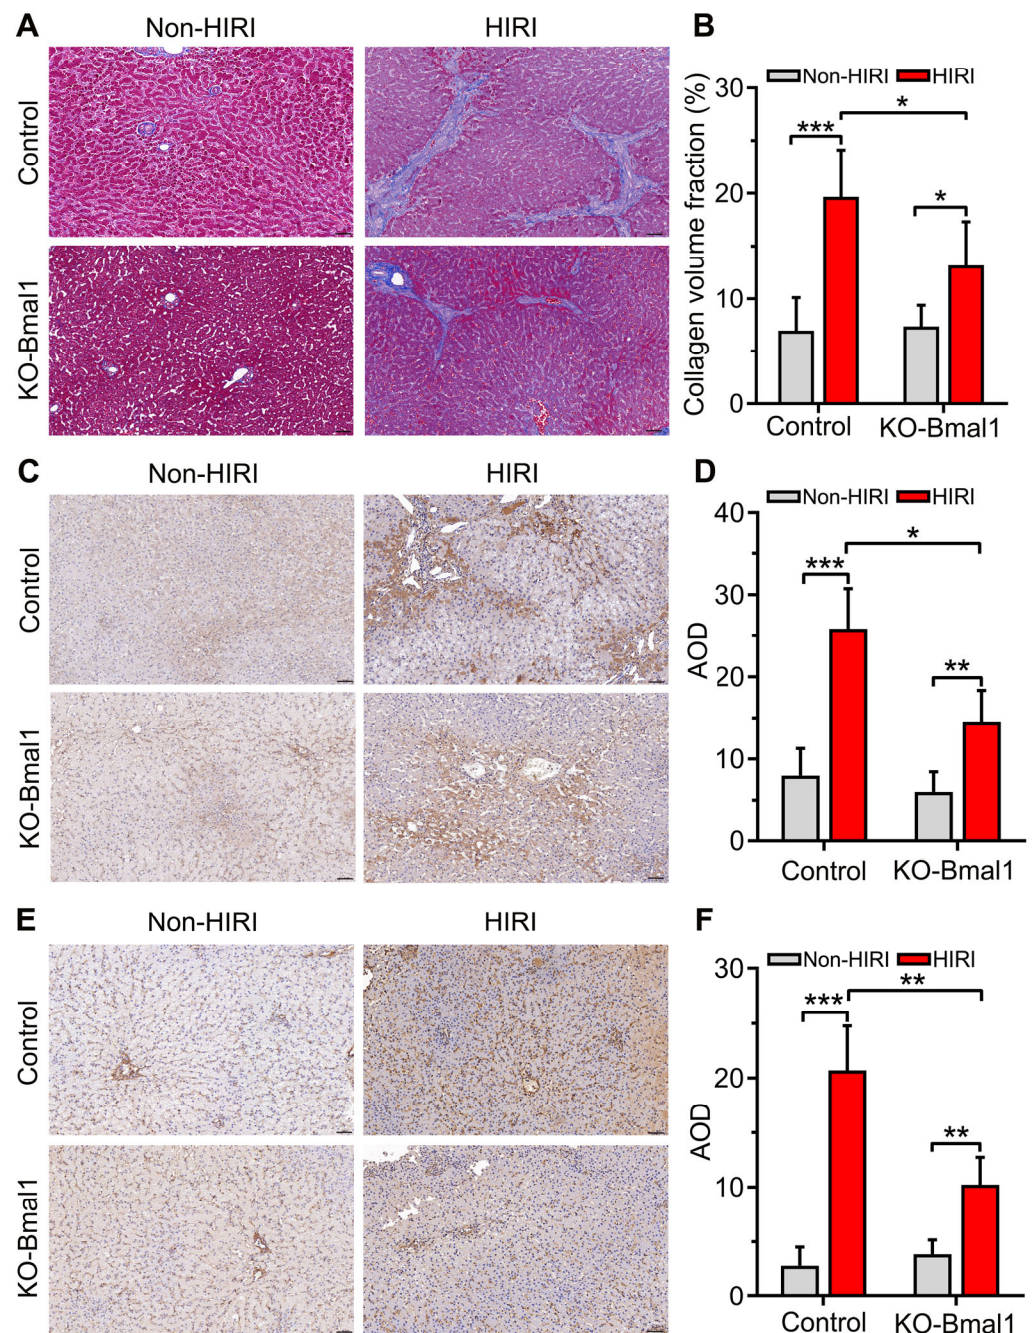 A
Non-HIRI
HIRI
Control
KO-Bmal1
B
Non-HIRI HIRI
Collagen volume fraction (%)
30
20
10
0
***
*
*
Control KO-Bmal1
C
Non-HIRI
HIRI
Control
KO-Bmal1
D
Non-HIRI HIRI
AOD
40
30
20
10
0
***
*
**
Control KO-Bmal1
E
Non-HIRI
HIRI
Control
KO-Bmal1
F
Non-HIRI HIRI
AOD
30
20
10
0
***
**
**
Control KO-Bmal1